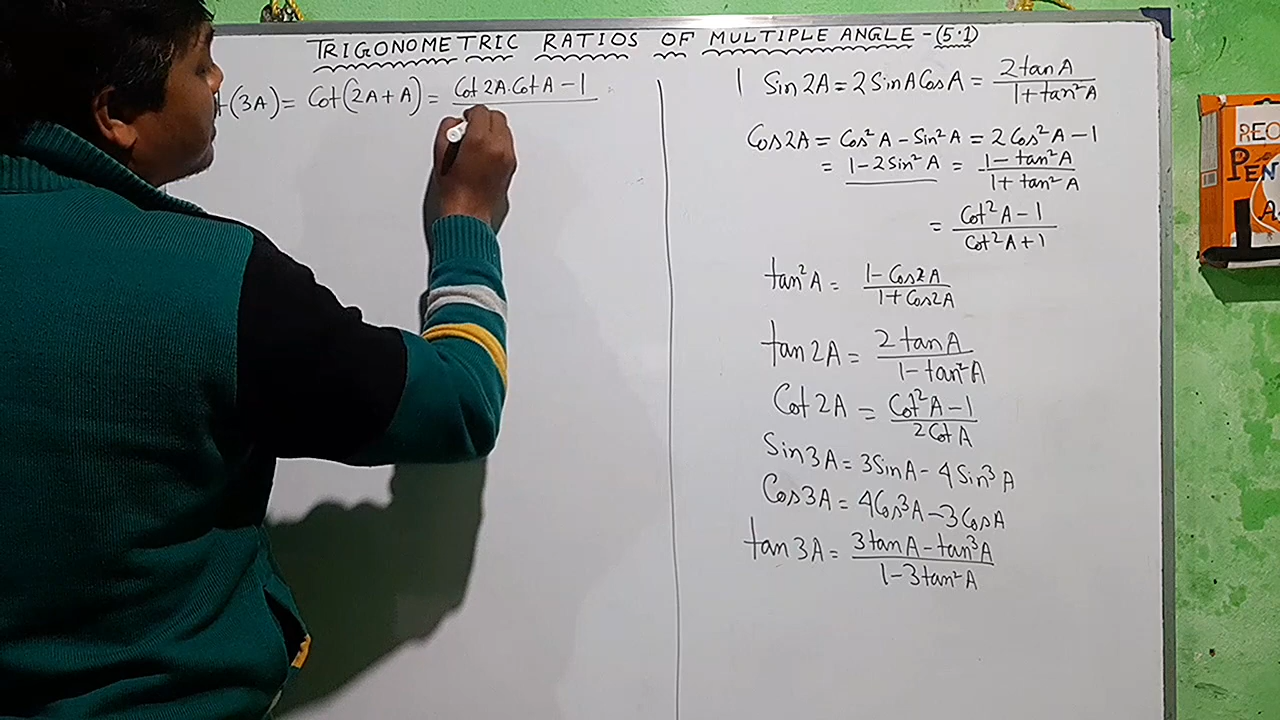 TRIGONOMETRIC RATIOS OF MULTIPLE ANGLE-(5.1)
(3A) = Cot(2A+A) = Cot 2A.Cot A - 1
1 Sin 2A = 2 Sin A Cos A = 2 tan A / 1 + tan² A
Cos 2A = Cos² A - Sin² A = 2 Cos² A - 1
= 1 - 2 Sin² A = 1 - tan² A / 1 + tan² A
= Cot² A - 1 / Cot² A + 1
tan² A = 1 - Cos 2A / 1 + Cos 2A
tan 2A = 2 tan A / 1 - tan² A
Cot 2A = Cot² A - 1 / 2 Cot A
Sin 3A = 3 Sin A - 4 Sin³ A
Cos 3A = 4 Cos³ A - 3 Cos A
tan 3A = 3 tan A - tan³ A / 1 - 3 tan² A